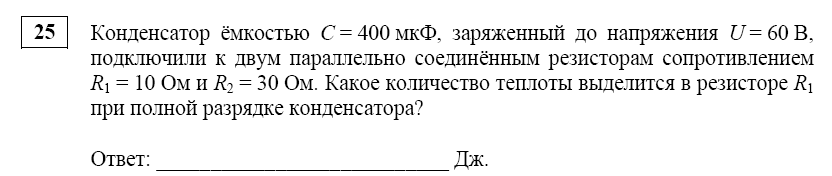 25
Конденсатор ёмкостью C = 400 мкФ, заряженный до напряжения U = 60 В,
подключили к двум параллельно соединённым резисторам сопротивлением
R₁ = 10 Ом и R₂ = 30 Ом. Какое количество теплоты выделится в резисторе R₁
при полной разрядке конденсатора?
Ответ: ___________________________ Дж.